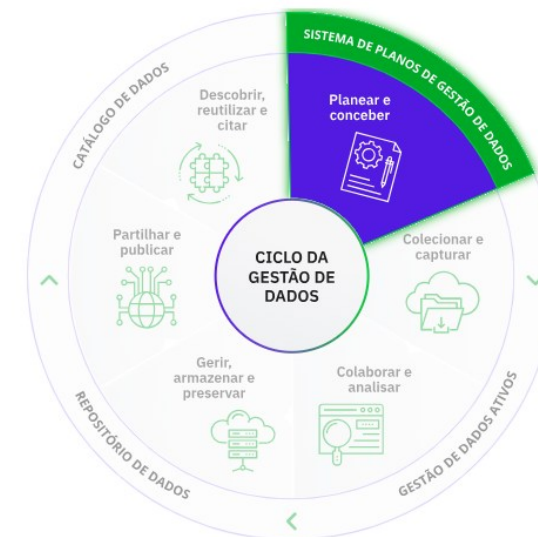 SISTEMA DE PLANOS DE GESTÃO DE DADOS
Planear e
conceber
Colecionar e
capturar
GESTÃO DE DADOS ATIVOS
Colaborar e
analisar
Gerir,
armazenar e
preservar
REPOSITÓRIO DE DADOS
Partilhar e
publicar
CATÁLOGO DE DADOS
Descobrir,
reutilizar e
citar
CICLO DA
GESTÃO DE
DADOS